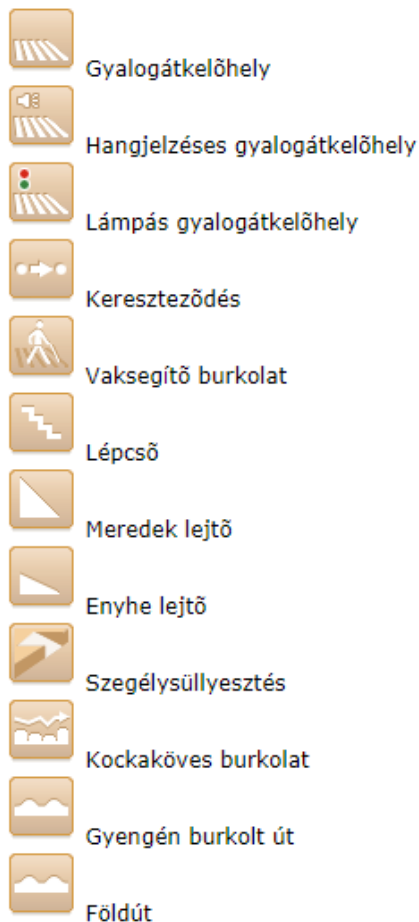 Gyalogátkelõhely
Hangjelzéses gyalogátkelõhely
Lámpás gyalogátkelõhely
Keresztezõdés
Vaksegítõ burkolat
Lépcsõ
Meredek lejtõ
Enyhe lejtõ
Szegélysüllyesztés
Kockaköves burkolat
Gyengén burkolt út
Földút